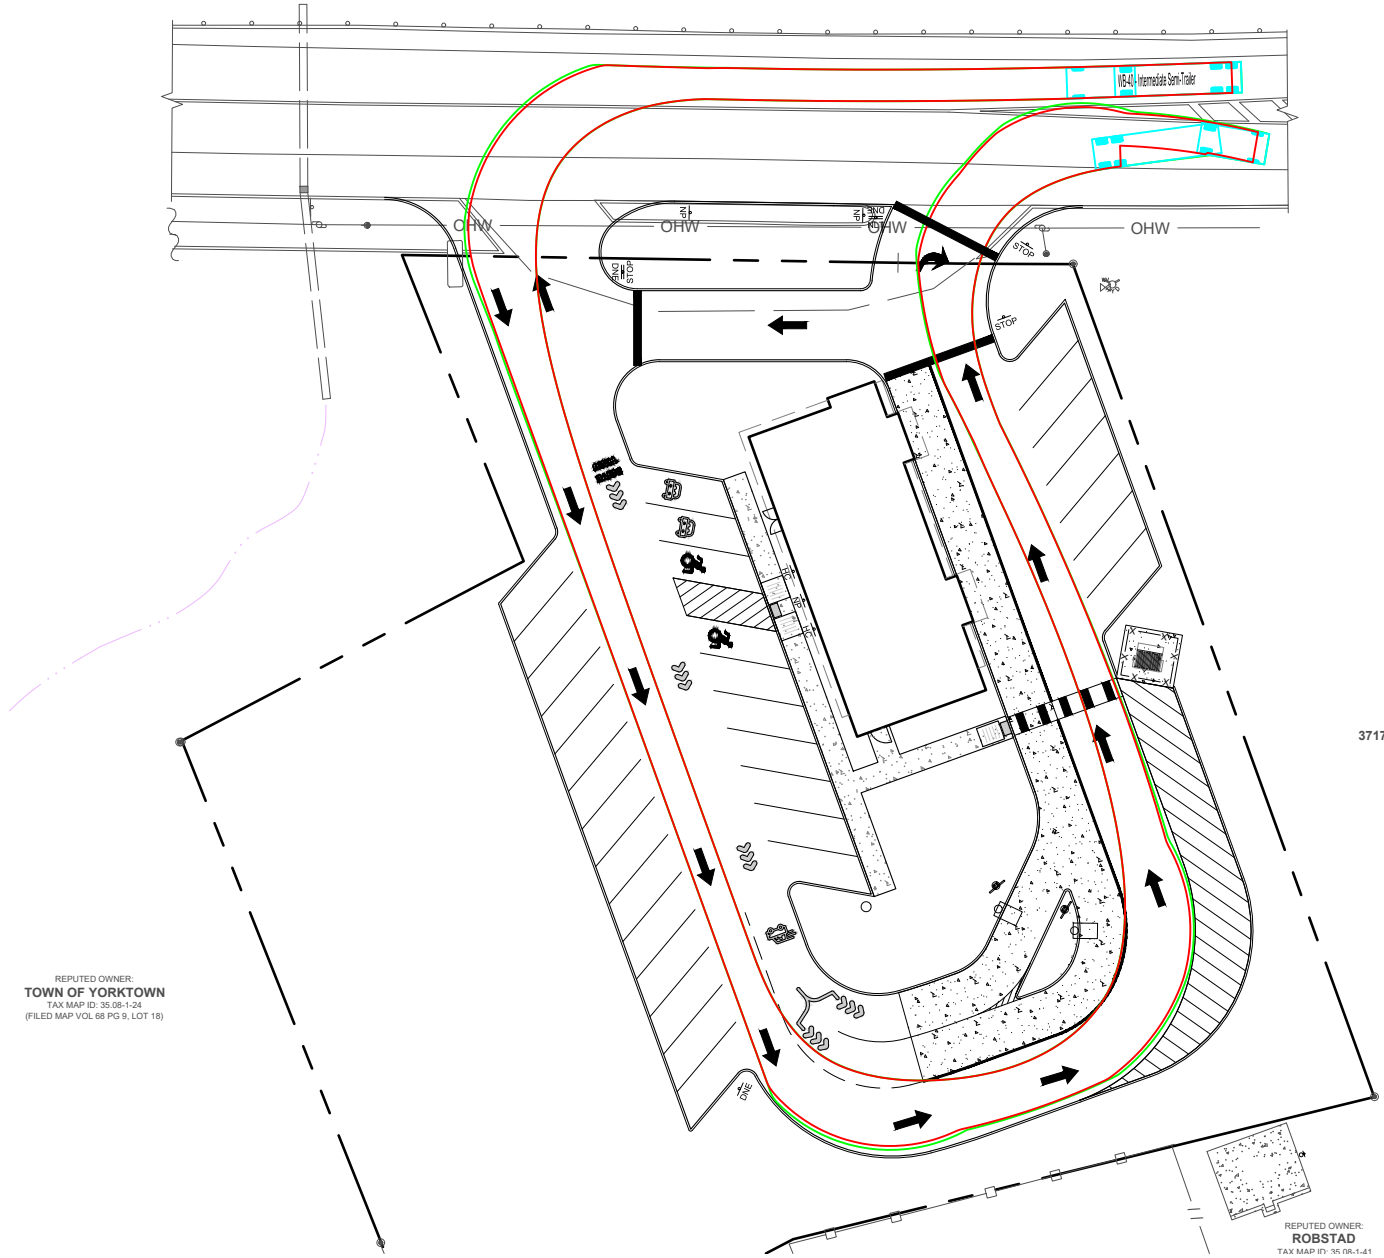 WB-40 - Intermediate Semi-Trailer
NP
NP
DNE
OHW
OHW
OHW
OHW
STOP
DNE
STOP
STOP
HC
NP
HC
3717
DNE
REPUTED OWNER:
TOWN OF YORKTOWN
TAX MAP ID: 35.08-1-24
(FILED MAP VOL 68 PG 9, LOT 18)
REPUTED OWNER:
ROBSTAD
TAX MAP ID: 35.08-1-41